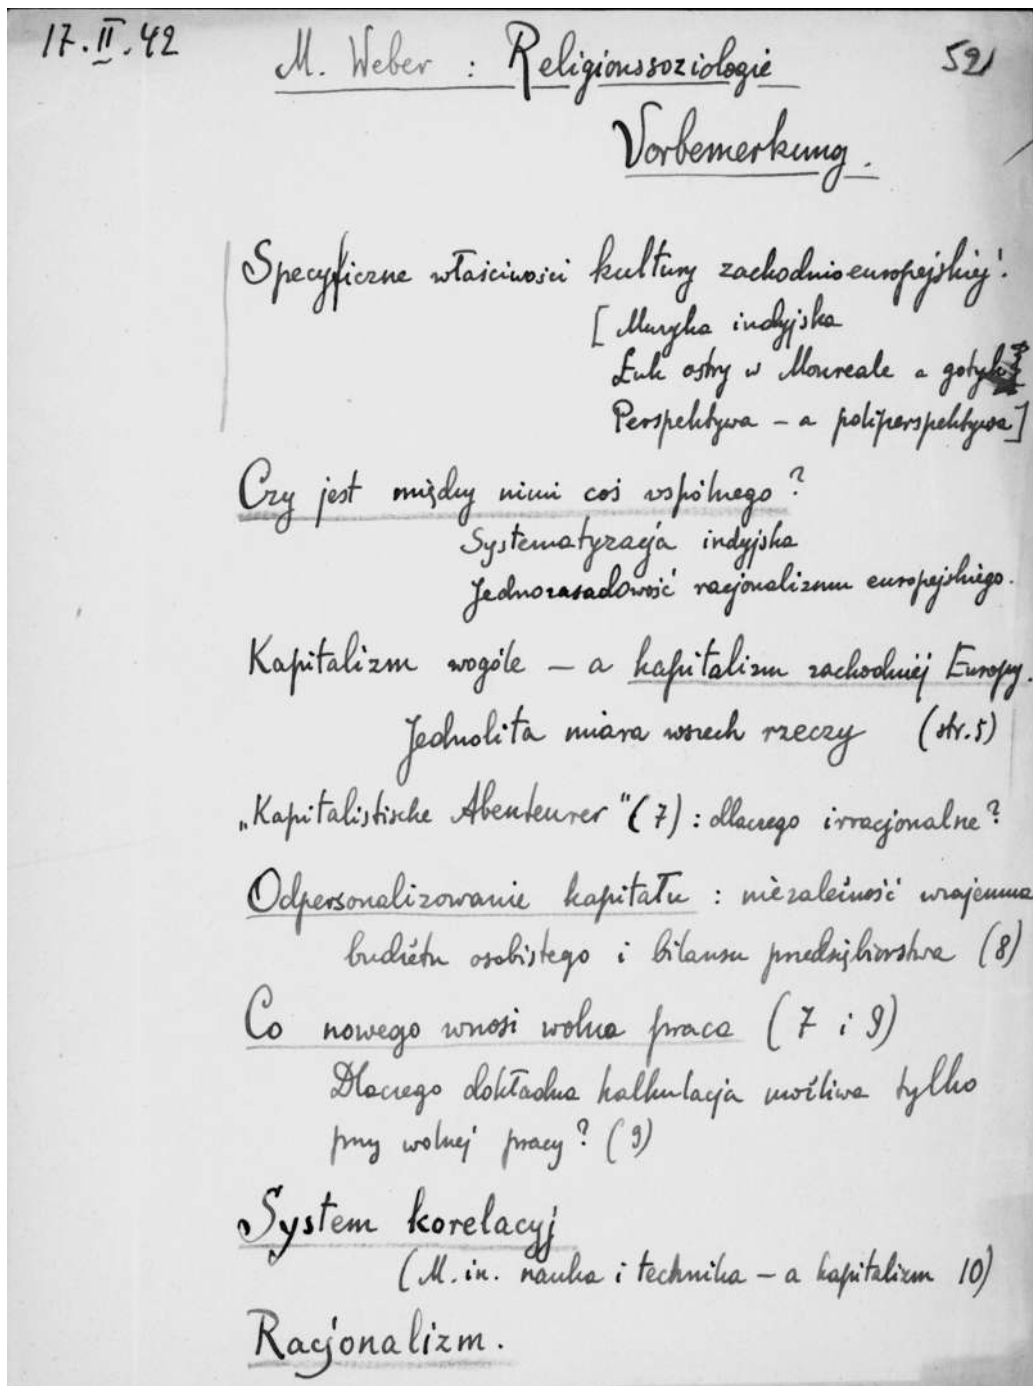 17.II.42
M. Weber : Religionssoziologie
52
Vorbemerkung.
Specyficzne właściwości kultury zachodnioeuropejskiej:
[Muzyka indyjska
Łuk ostry w Monreale a gotyk
Perspektywa – a poliperspektywa]
Czy jest między nimi coś wspólnego?
Systematyzacja indyjska
Jednozasadowość racjonalizmu europejskiego.
Kapitalizm wogóle – a kapitalizm zachodniej Europy.
Jednolita miara wszech rzeczy (str. 5)
„Kapitalistische Abenteurer" (7) : dlaczego irracjonalne?
Odpersonalizowanie kapitału : niezależność wzajemna
budżetu osobistego i bilansu przedsiębiorstwa (8)
Co nowego wnosi wolna praca (7 i 9)
Dlaczego dokładna kalkulacja możliwa tylko
przy wolnej pracy? (9)
System korelacyj
(M. in. nauka i technika – a kapitalizm 10)
Racjonalizm.